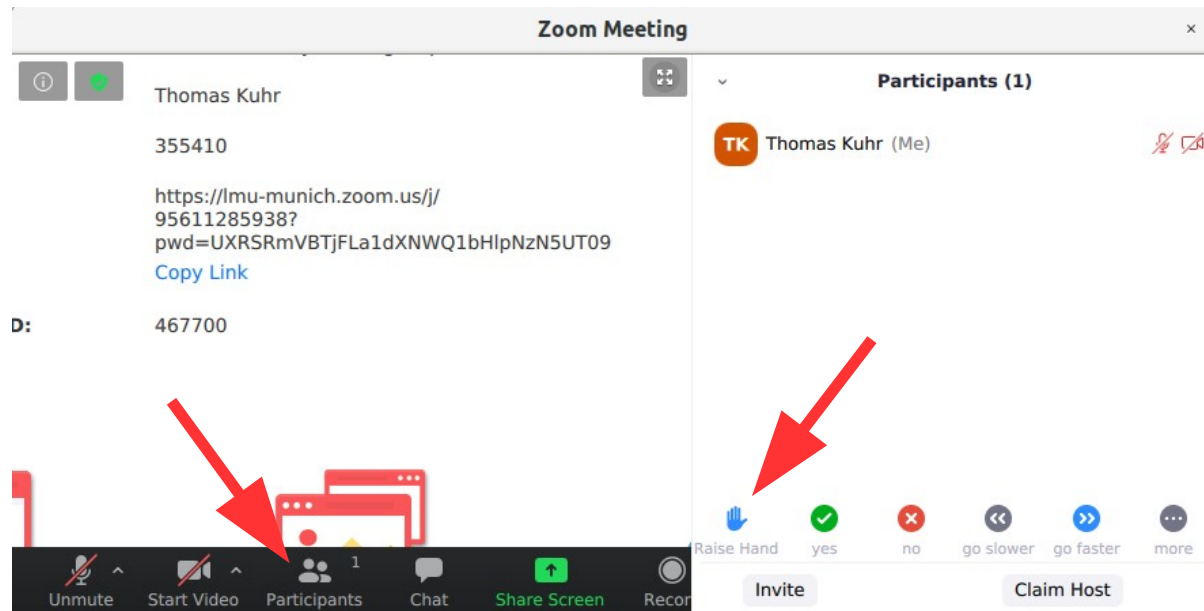 Zoom Meeting
Thomas Kuhr
355410
https://lmu-munich.zoom.us/j/
95611285938?
pwd=UXRSRmVBTjFLa1dXNWQ1bHlpNzN5UT09
Copy Link
D:
467700
Unmute
Start Video
Participants
1
Chat
Share Screen
Recor
Participants (1)
TK
Thomas Kuhr (Me)
Raise Hand
yes
no
go slower
go faster
more
Invite
Claim Host